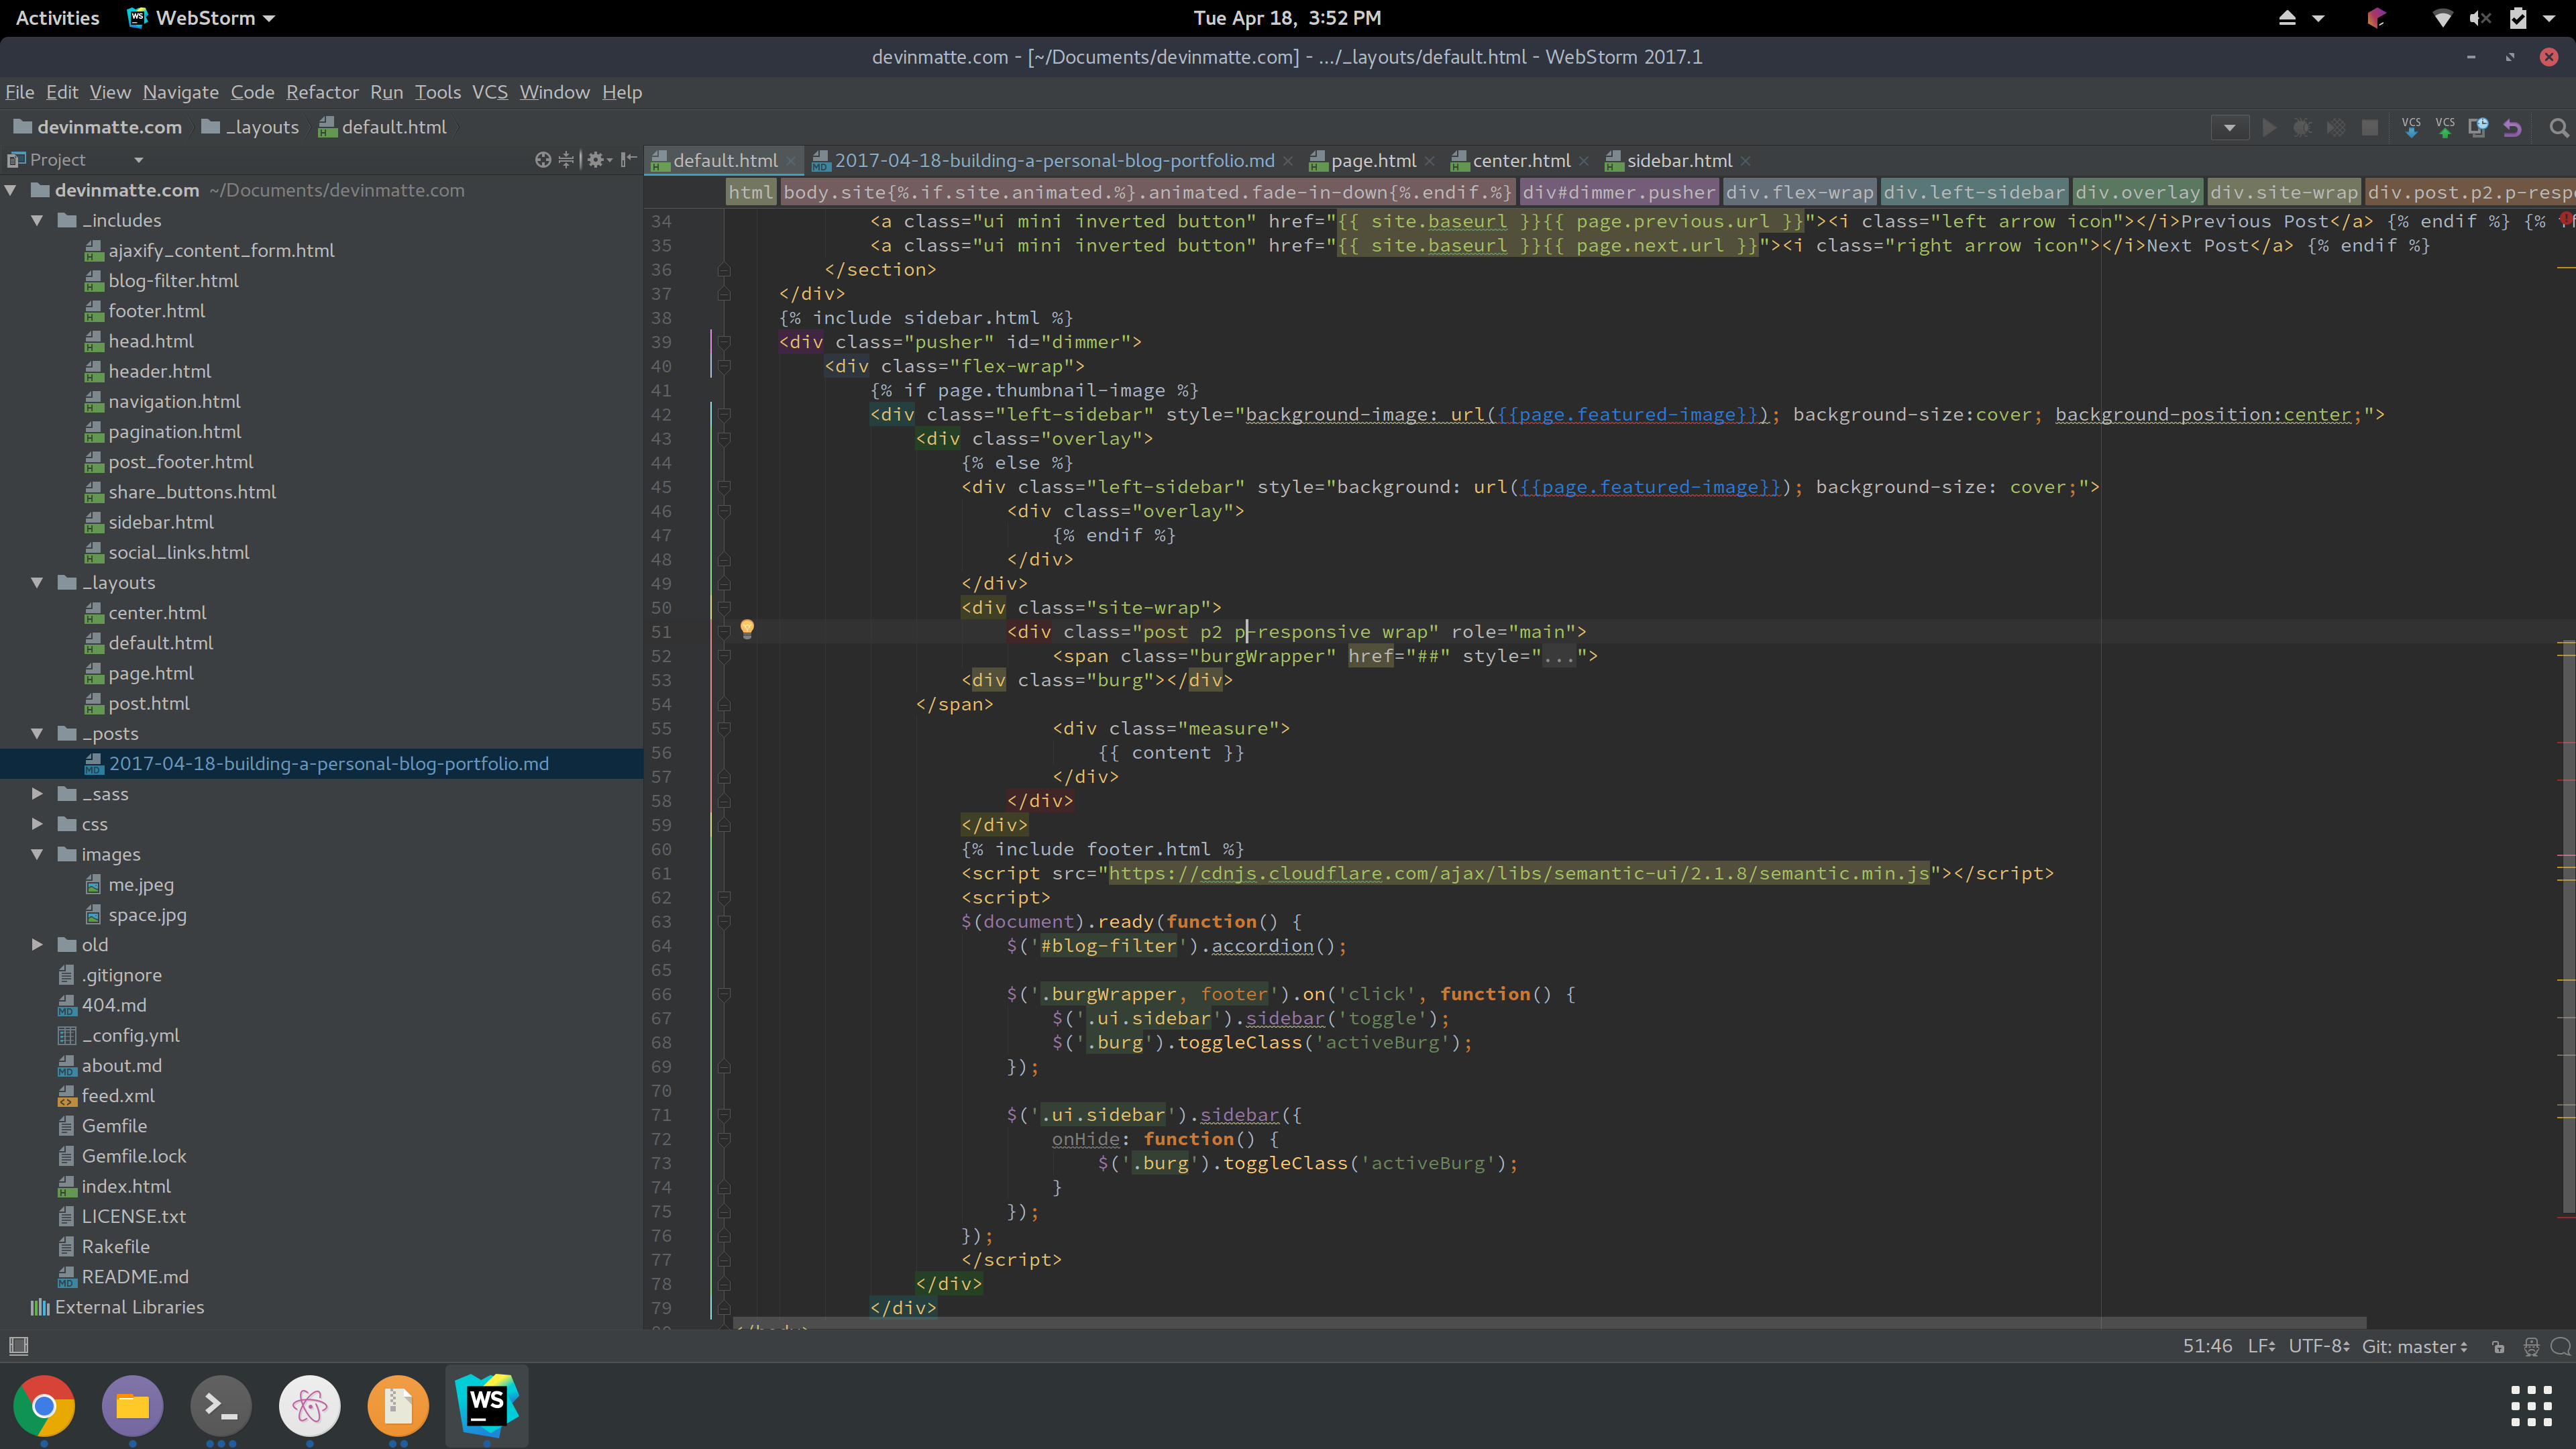 Activities WebStorm Tue Apr 18, 3:52 PM
devinmatte.com - [~/Documents/devinmatte.com] - .../_layouts/default.html - WebStorm 2017.1
File Edit View Navigate Code Refactor Run Tools VCS Window Help
devinmatte.com _layouts default.html VCS VCS
Project
devinmatte.com ~/Documents/devinmatte.com
_includes
ajaxify_content_form.html
blog-filter.html
footer.html
head.html
header.html
navigation.html
pagination.html
post_footer.html
share_buttons.html
sidebar.html
social_links.html
_layouts
center.html
default.html
page.html
post.html
_posts
2017-04-18-building-a-personal-blog-portfolio.md
_sass
css
images
me.jpeg
space.jpg
old
.gitignore
404.md
_config.yml
about.md
feed.xml
Gemfile
Gemfile.lock
index.html
LICENSE.txt
Rakefile
README.md
External Libraries
default.html 2017-04-18-building-a-personal-blog-portfolio.md page.html center.html sidebar.html
html body.site{%.if.site.animated.%}.animated.fade-in-down{%.endif.%} div#dimmer.pusher div.flex-wrap div.left-sidebar div.overlay div.site-wrap div.post.p2.p-respo
34 <a class="ui mini inverted button" href="{{ site.baseurl }}{{ page.previous.url }}"><i class="left arrow icon"></i>Previous Post</a> {% endif %} {%
35 <a class="ui mini inverted button" href="{{ site.baseurl }}{{ page.next.url }}"><i class="right arrow icon"></i>Next Post</a> {% endif %}
36 </section>
37 </div>
38 {% include sidebar.html %}
39 <div class="pusher" id="dimmer">
40 <div class="flex-wrap">
41 {% if page.thumbnail-image %}
42 <div class="left-sidebar" style="background-image: url({{page.featured-image}}); background-size:cover; background-position:center;">
43 <div class="overlay">
44 {% else %}
45 <div class="left-sidebar" style="background: url({{page.featured-image}}); background-size: cover;">
46 <div class="overlay">
47 {% endif %}
48 </div>
49 </div>
50 <div class="site-wrap">
51 <div class="post p2 p-responsive wrap" role="main">
52 <span class="burgWrapper" href="##" style="...">
53 <div class="burg"></div>
54 </span>
55 <div class="measure">
56 {{ content }}
57 </div>
58 </div>
59 </div>
60 {% include footer.html %}
61 <script src="https://cdnjs.cloudflare.com/ajax/libs/semantic-ui/2.1.8/semantic.min.js"></script>
62 <script>
63 $(document).ready(function() {
64 $('#blog-filter').accordion();
65
66 $('.burgWrapper, footer').on('click', function() {
67 $('.ui.sidebar').sidebar('toggle');
68 $('.burg').toggleClass('activeBurg');
69 });
70
71 $('.ui.sidebar').sidebar({
72 onHide: function() {
73 $('.burg').toggleClass('activeBurg');
74 }
75 });
76 });
77 </script>
78 </div>
79 </div>
51:46 LF UTF-8 Git: master
WS